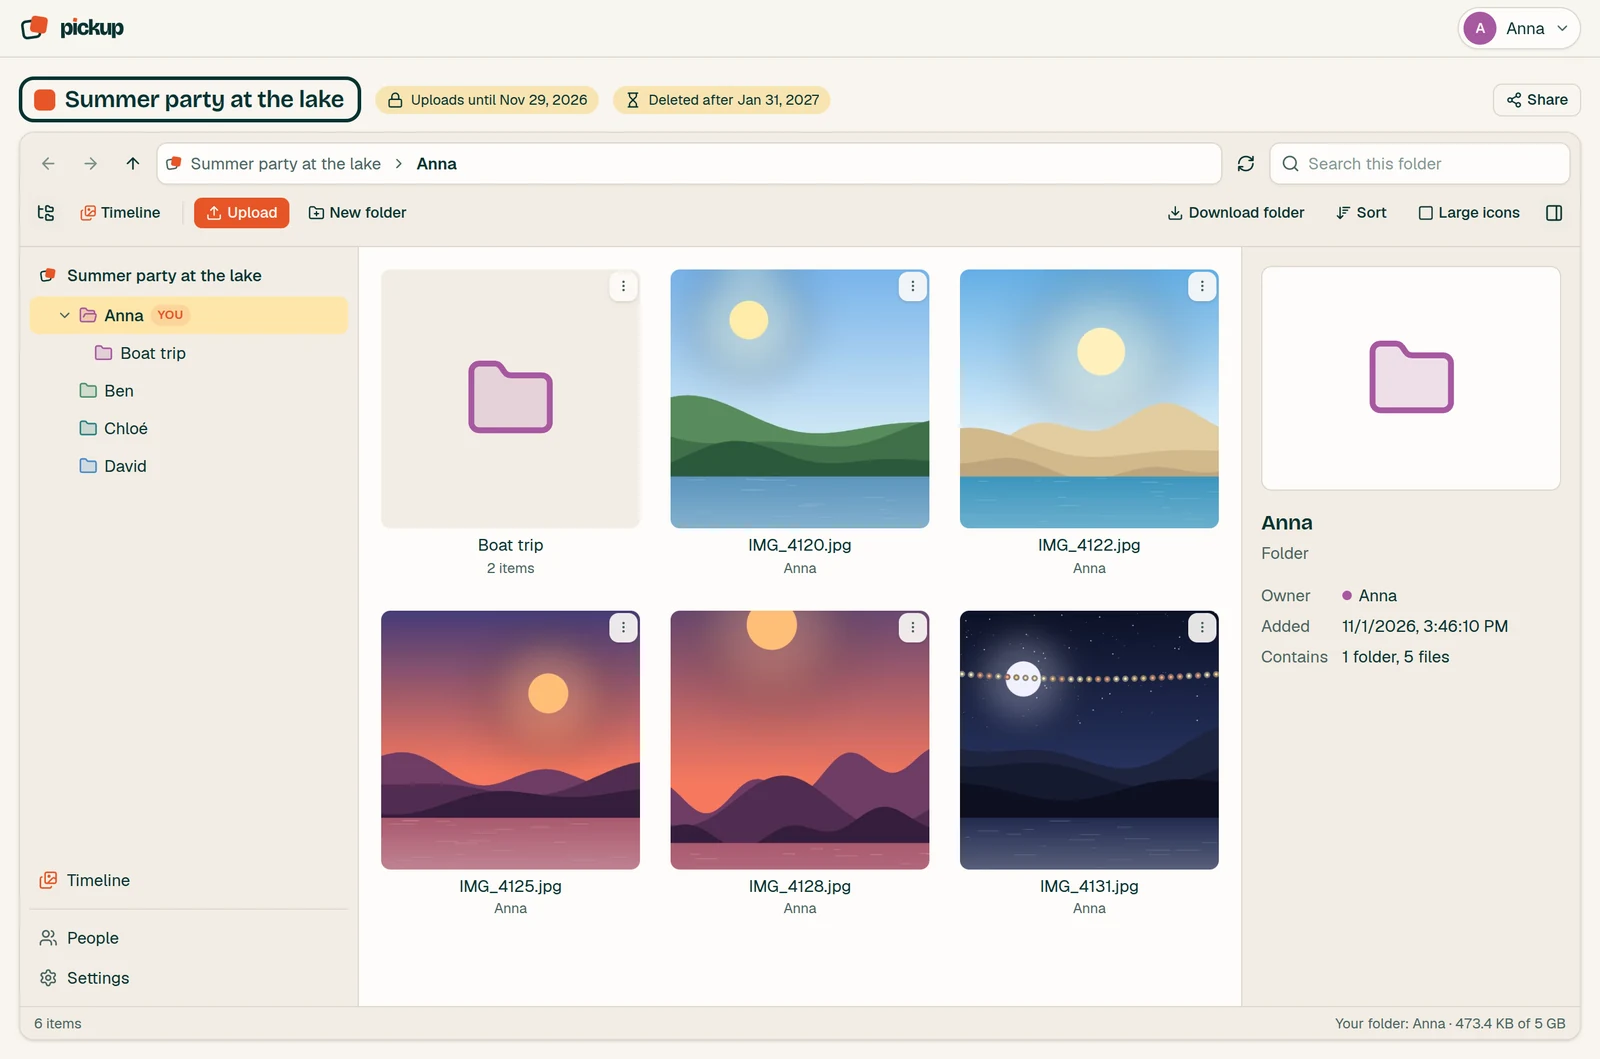 pickup
A Anna
Summer party at the lake
Uploads until Nov 29, 2026
Deleted after Jan 31, 2027
Share
Summer party at the lake > Anna
Search this folder
Timeline
Upload
New folder
Download folder
Sort
Large icons
Summer party at the lake
Anna YOU
Boat trip
Ben
Chloé
David
Timeline
People
Settings
Boat trip
2 items
IMG_4120.jpg
Anna
IMG_4122.jpg
Anna
IMG_4125.jpg
Anna
IMG_4128.jpg
Anna
IMG_4131.jpg
Anna
Anna
Folder
Owner Anna
Added 11/1/2026, 3:46:10 PM
Contains 1 folder, 5 files
6 items
Your folder: Anna · 473.4 KB of 5 GB